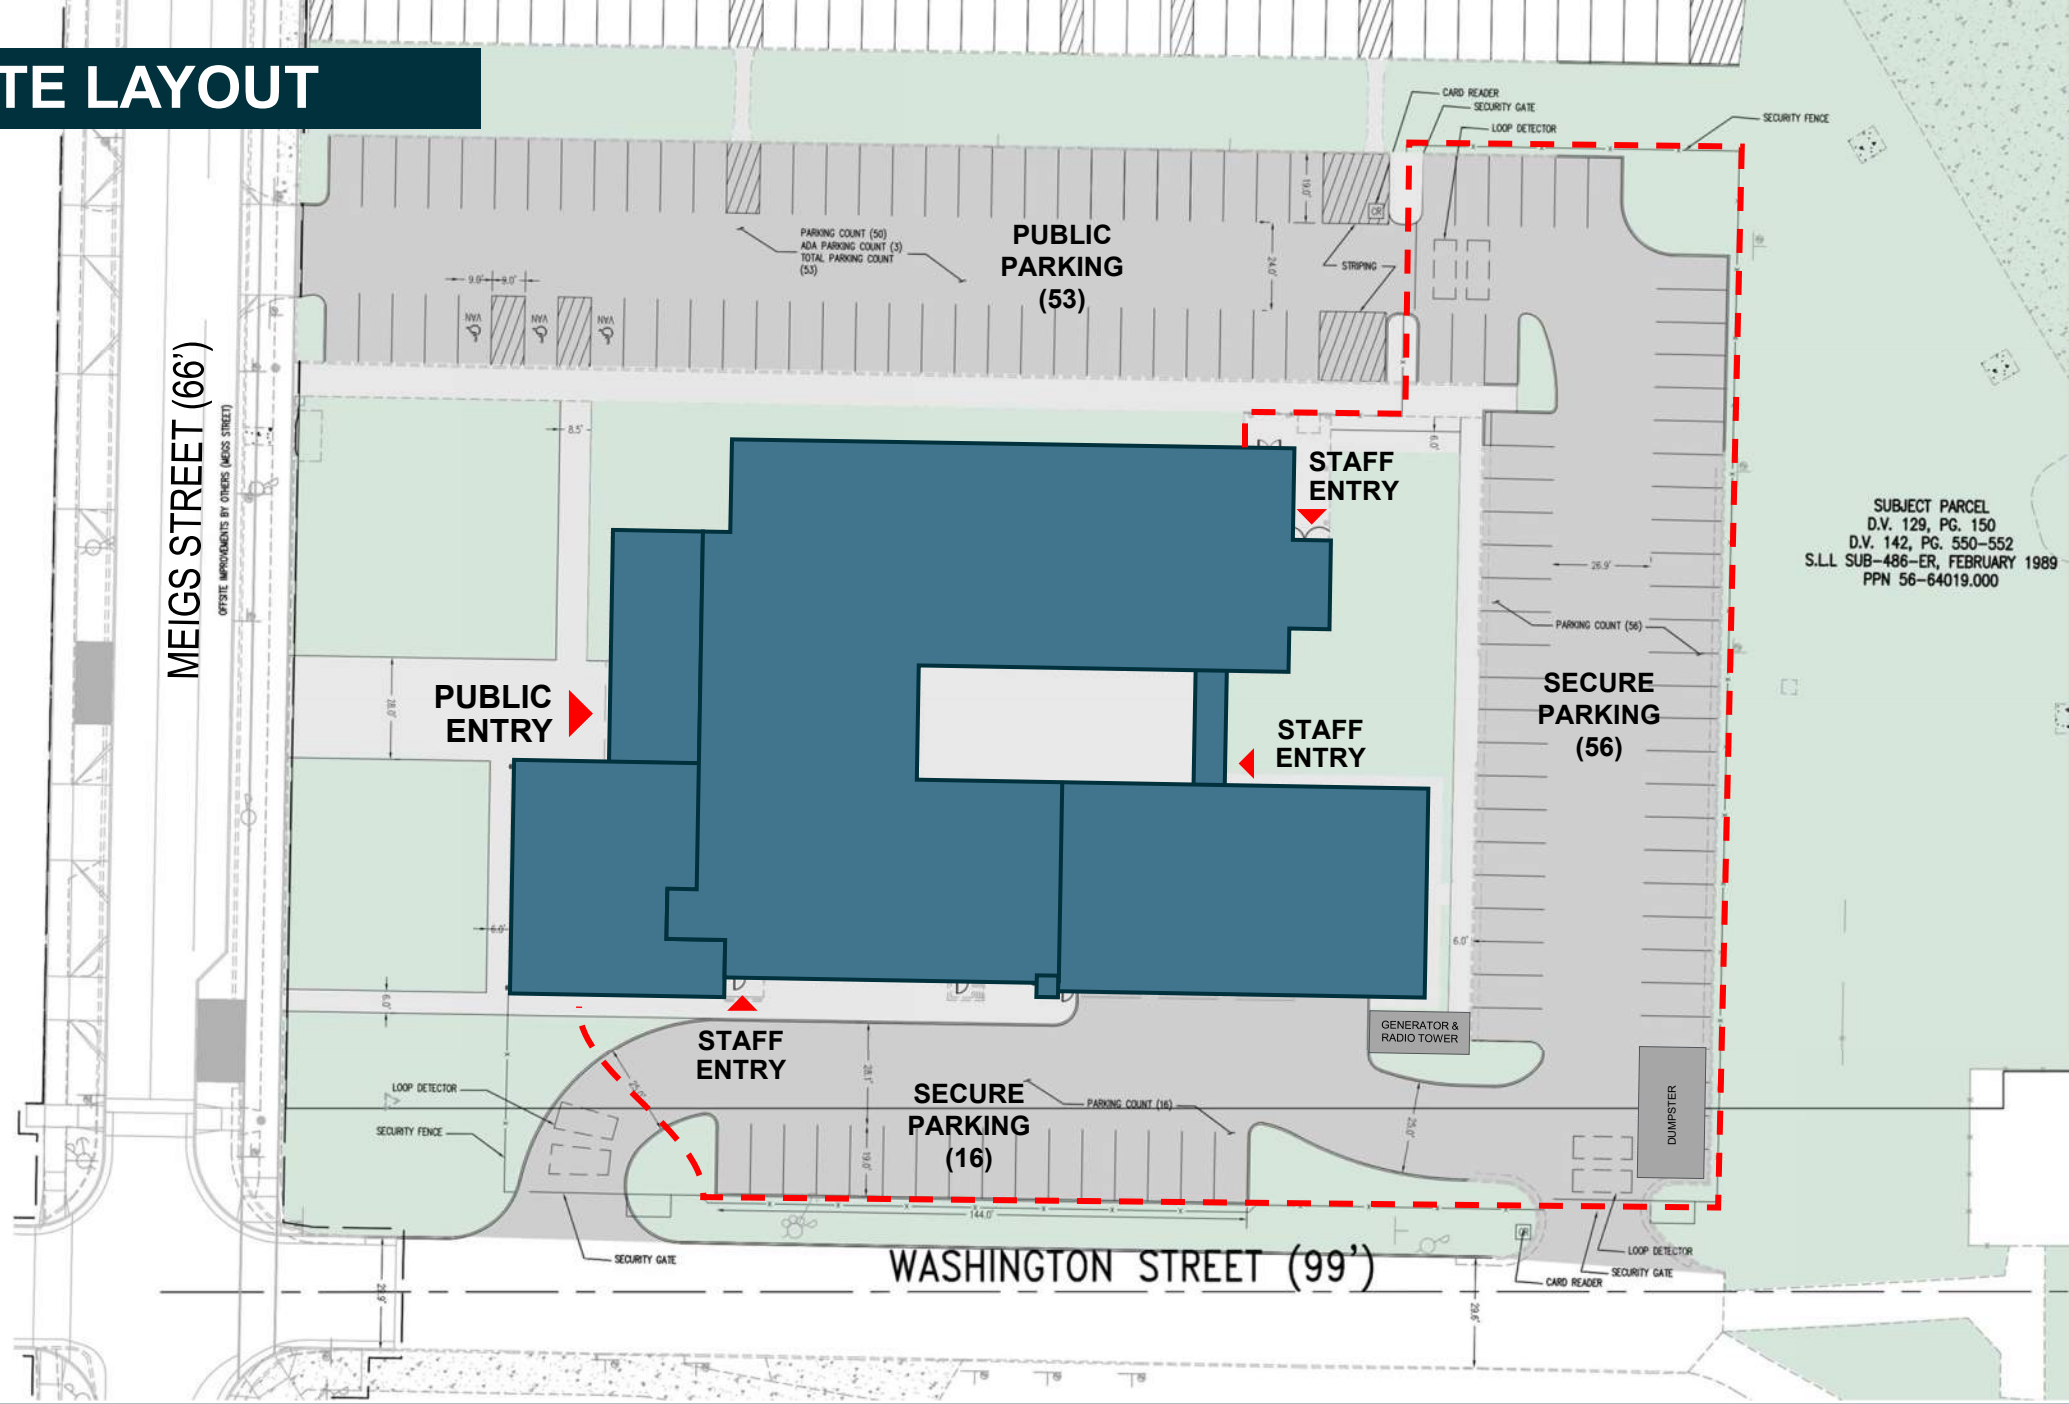 TE LAYOUT
CARD READER
SECURITY GATE
LOOP DETECTOR
SECURITY FENCE
19.0'
CR
PARKING COUNT (50)
ADA PARKING COUNT (3)
TOTAL PARKING COUNT
(53)
PUBLIC
PARKING
(53)
24.0'
STRIPING
9.0'
9.0'
VAN
VAN
VAN
MEIGS STREET (66')
OFFSITE IMPROVEMENTS BY OTHERS (MEIGS STREET)
8.5'
6.0'
STAFF
ENTRY
SUBJECT PARCEL
D.V. 129, PG. 150
D.V. 142, PG. 550-552
S.L.L SUB-486-ER, FEBRUARY 1989
PPN 56-64019.000
26.9'
PARKING COUNT (56)
SECURE
PARKING
(56)
PUBLIC
ENTRY
28.0'
STAFF
ENTRY
6.0'
6.0'
6.0'
STAFF
ENTRY
GENERATOR &
RADIO TOWER
DUMPSTER
LOOP DETECTOR
SECURITY FENCE
28.1'
SECURE
PARKING
(16)
PARKING COUNT (16)
19.0'
25.0'
144.0'
SECURITY GATE
WASHINGTON STREET (99')
LOOP DETECTOR
SECURITY GATE
CARD READER
29.6'